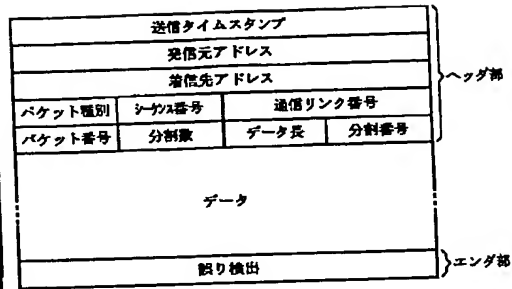 送信タイムスタンプ
発信元アドレス
着信先アドレス
ヘッダ部
パケット種別 シーケンス番号 通信リンク番号
パケット番号 分割数 データ長 分割番号
データ
誤り検出
エンダ部